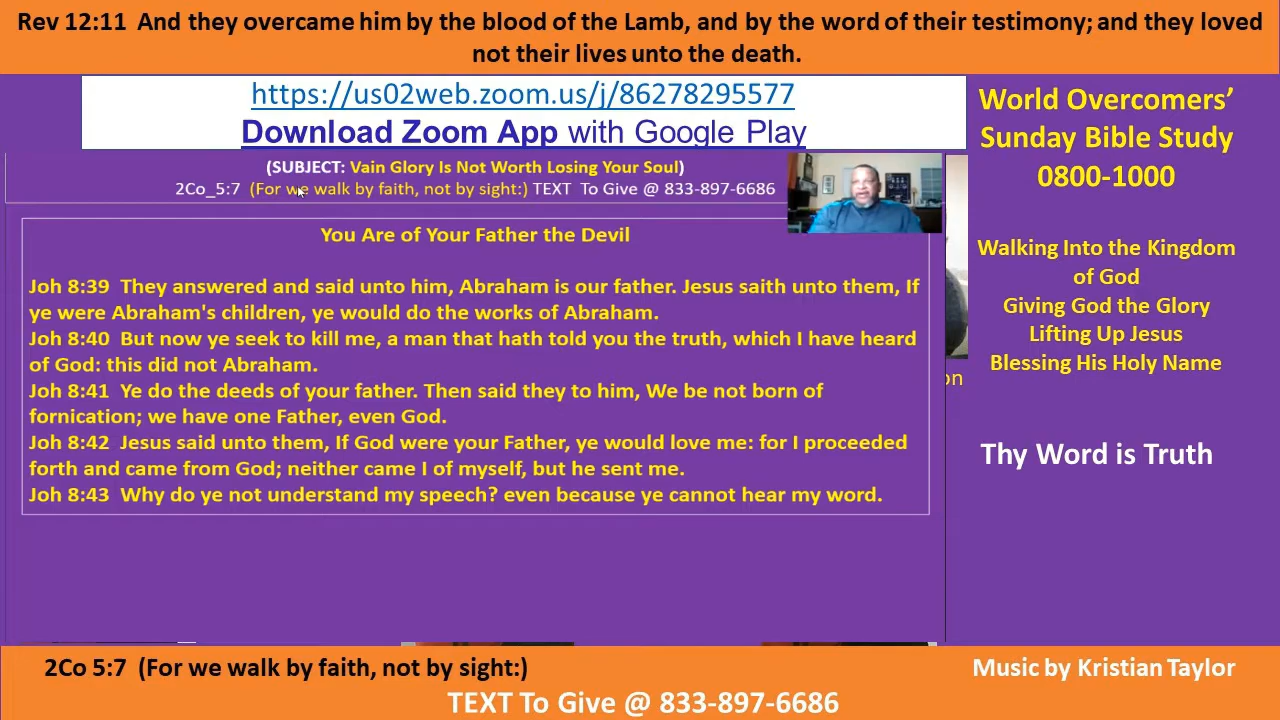 Rev 12:11  And they overcame him by the blood of the Lamb, and by the word of their testimony; and they loved
not their lives unto the death.
https://us02web.zoom.us/j/86278295577
Download Zoom App with Google Play
(SUBJECT: Vain Glory Is Not Worth Losing Your Soul)
2Co_5:7  (For we walk by faith, not by sight:) TEXT  To Give @ 833-897-6686
You Are of Your Father the Devil
Joh 8:39  They answered and said unto him, Abraham is our father. Jesus saith unto them, If
ye were Abraham's children, ye would do the works of Abraham.
Joh 8:40  But now ye seek to kill me, a man that hath told you the truth, which I have heard
of God: this did not Abraham.
Joh 8:41  Ye do the deeds of your father. Then said they to him, We be not born of
fornication; we have one Father, even God.
Joh 8:42  Jesus said unto them, If God were your Father, ye would love me: for I proceeded
forth and came from God; neither came I of myself, but he sent me.
Joh 8:43  Why do ye not understand my speech? even because ye cannot hear my word.
on
World Overcomers'
Sunday Bible Study
0800-1000
Walking Into the Kingdom
of God
Giving God the Glory
Lifting Up Jesus
Blessing His Holy Name
Thy Word is Truth
2Co 5:7  (For we walk by faith, not by sight:)
Music by Kristian Taylor
TEXT To Give @ 833-897-6686